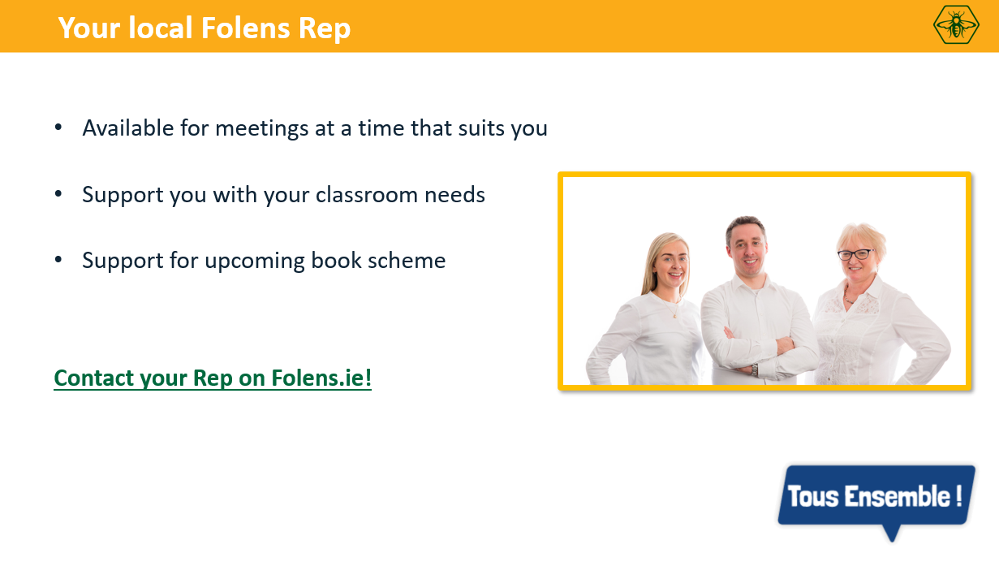 Your local Folens Rep
• Available for meetings at a time that suits you
• Support you with your classroom needs
• Support for upcoming book scheme
Contact your Rep on Folens.ie!
Tous Ensemble !